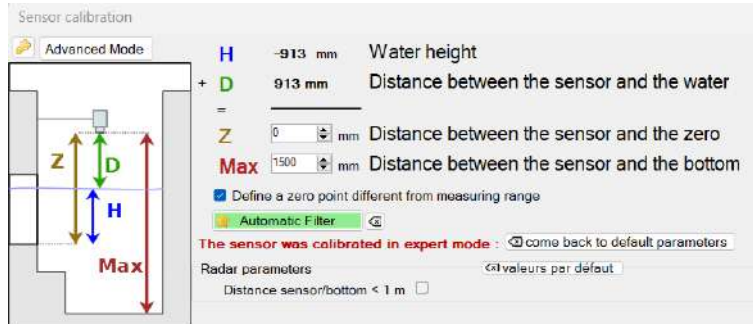 Sensor calibration
Advanced Mode
H -913 mm Water height
+ D 913 mm Distance between the sensor and the water
=
Z 0 mm Distance between the sensor and the zero
Max 1500 mm Distance between the sensor and the bottom
Define a zero point different from measuring range
Automatic Filter
The sensor was calibrated in expert mode : come back to default parameters
Radar parameters valeurs par défaut
Distance sensor/bottom < 1 m
Z D
H
Max